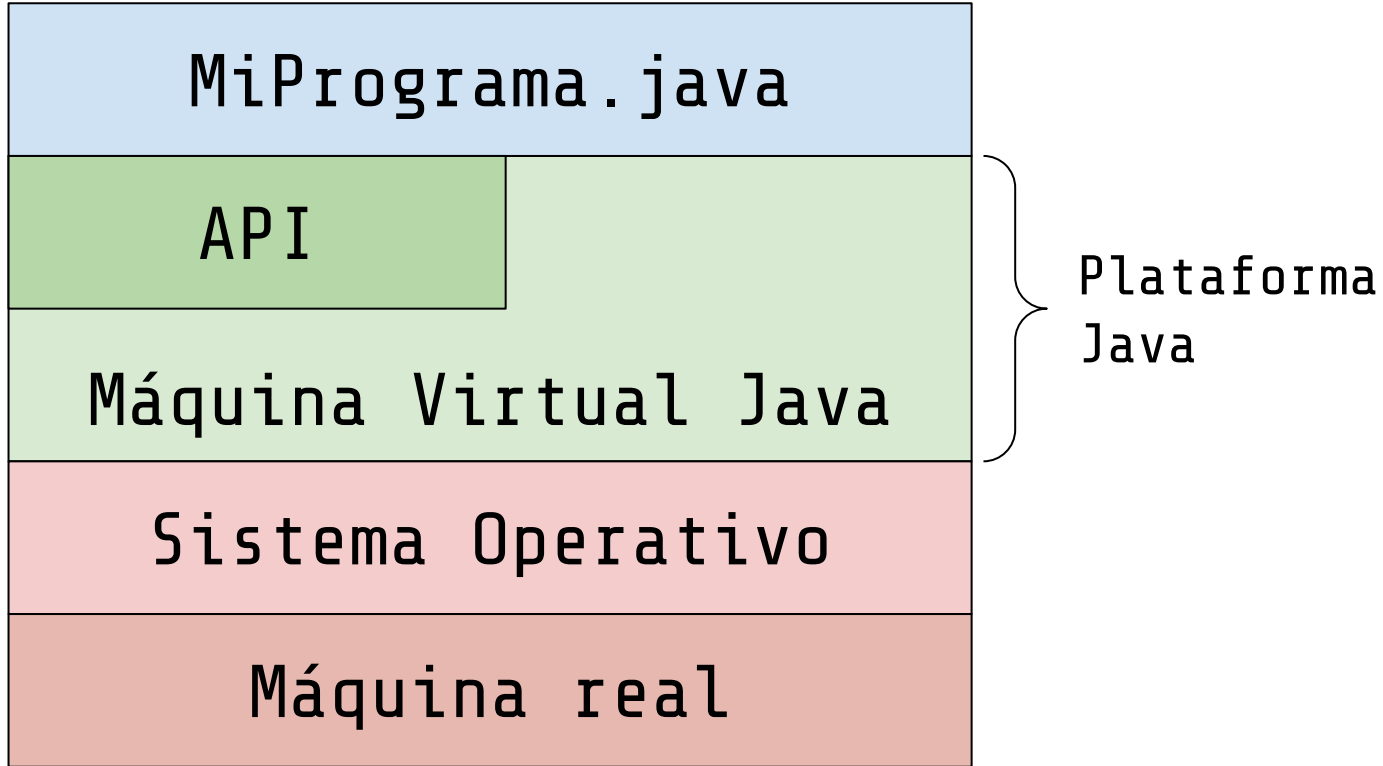 MiPrograma.java
API
Máquina Virtual Java
Plataforma
Java
Sistema Operativo
Máquina real